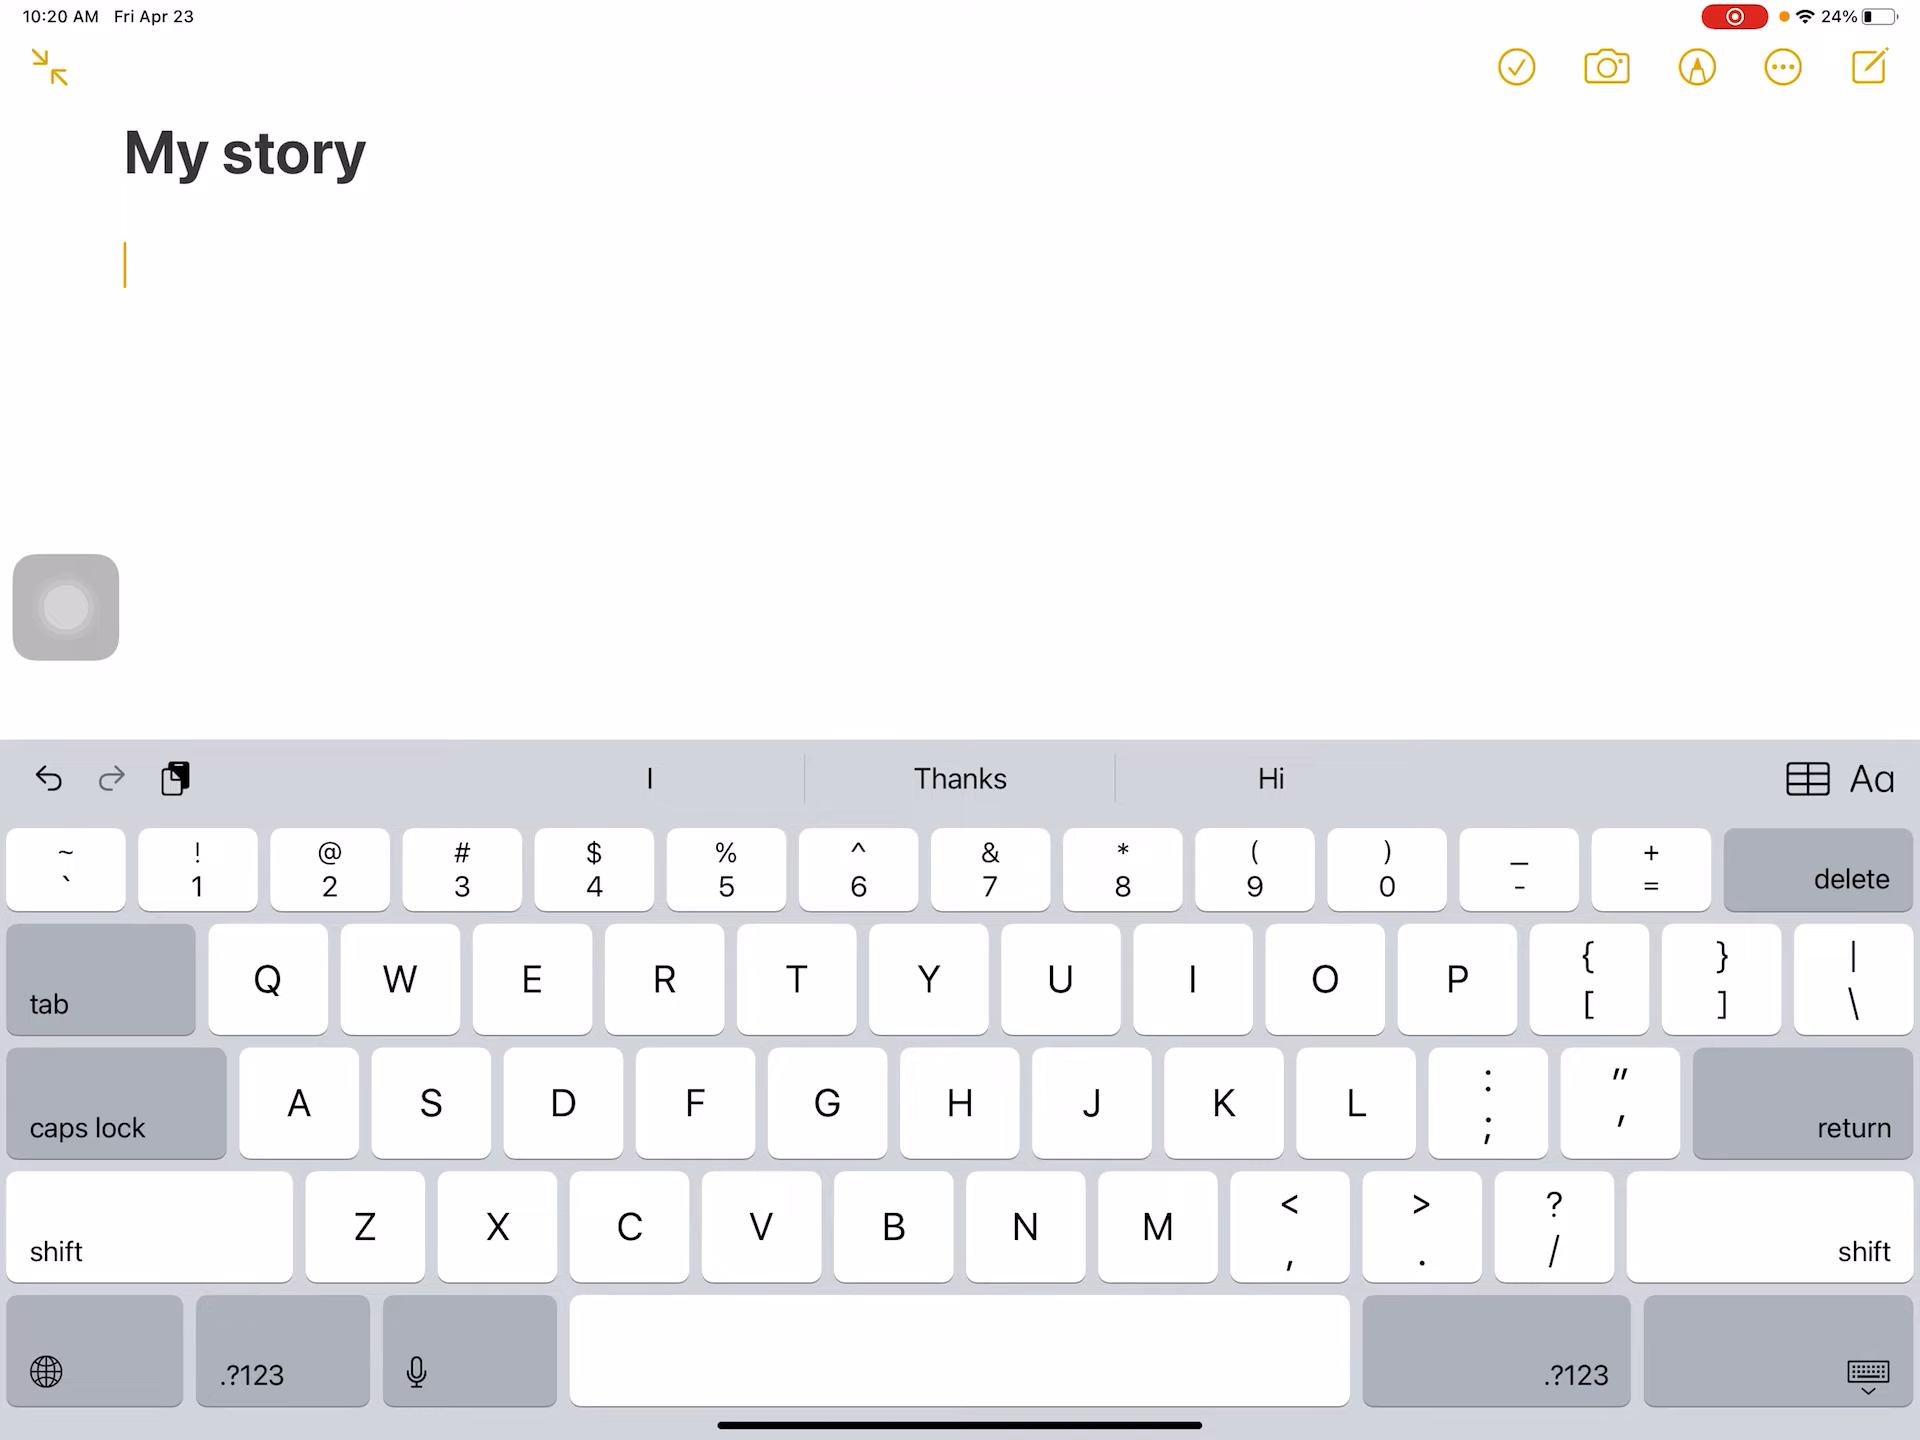 10:20 AM Fri Apr 23
24%
My story
I Thanks Hi Aa
~ ! @ # $ % ^ & * ( ) _ +
` 1 2 3 4 5 6 7 8 9 0 - = delete
tab Q W E R T Y U I O P { [ } ] | \
caps lock A S D F G H J K L : ; " ' return
shift Z X C V B N M < , > . ? / shift
.?123 .?123